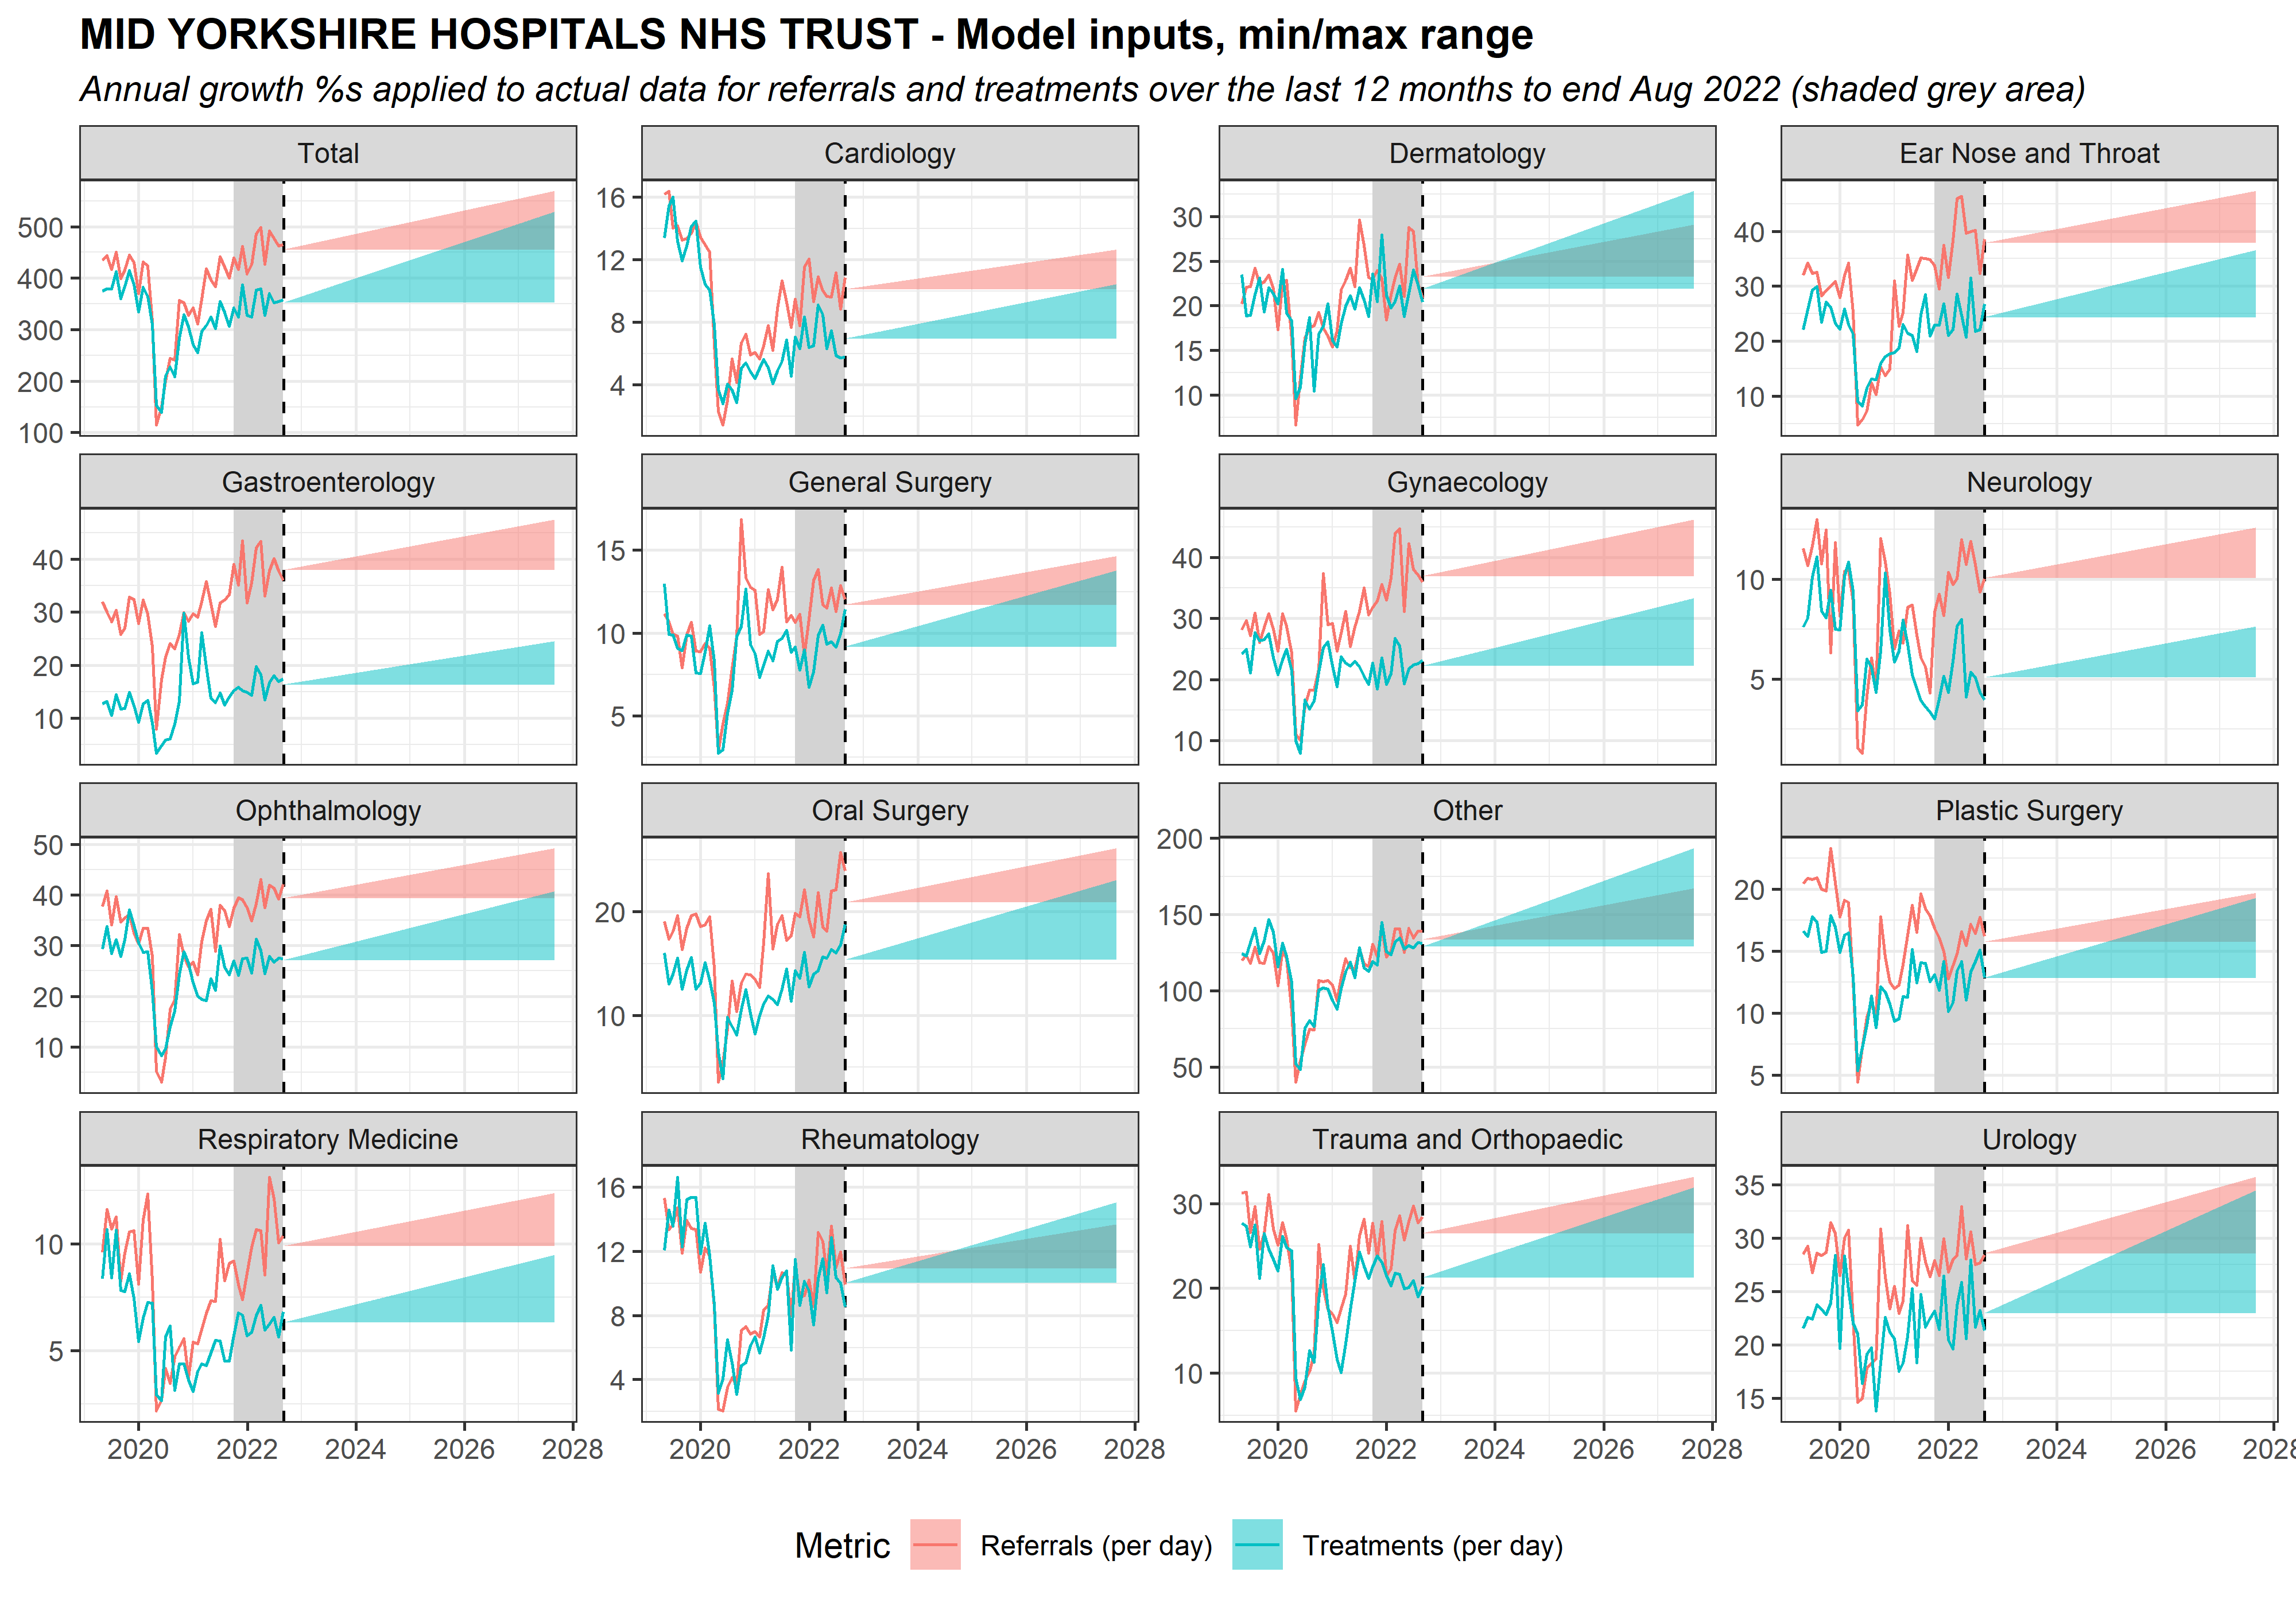 MID YORKSHIRE HOSPITALS NHS TRUST - Model inputs, min/max range
Annual growth %s applied to actual data for referrals and treatments over the last 12 months to end Aug 2022 (shaded grey area)
Total
Cardiology
Dermatology
Ear Nose and Throat
500
400
300
200
100
16
12
8
4
30
25
20
15
10
40
30
20
10
Gastroenterology
General Surgery
Gynaecology
Neurology
40
30
20
10
15
10
5
40
30
20
10
10
5
Ophthalmology
Oral Surgery
Other
Plastic Surgery
50
40
30
20
10
20
10
200
150
100
50
20
15
10
5
Respiratory Medicine
Rheumatology
Trauma and Orthopaedic
Urology
10
5
16
12
8
4
30
20
10
35
30
25
20
15
2020 2022 2024 2026 2028
2020 2022 2024 2026 2028
2020 2022 2024 2026 2028
2020 2022 2024 2026 2028
Metric Referrals (per day) Treatments (per day)